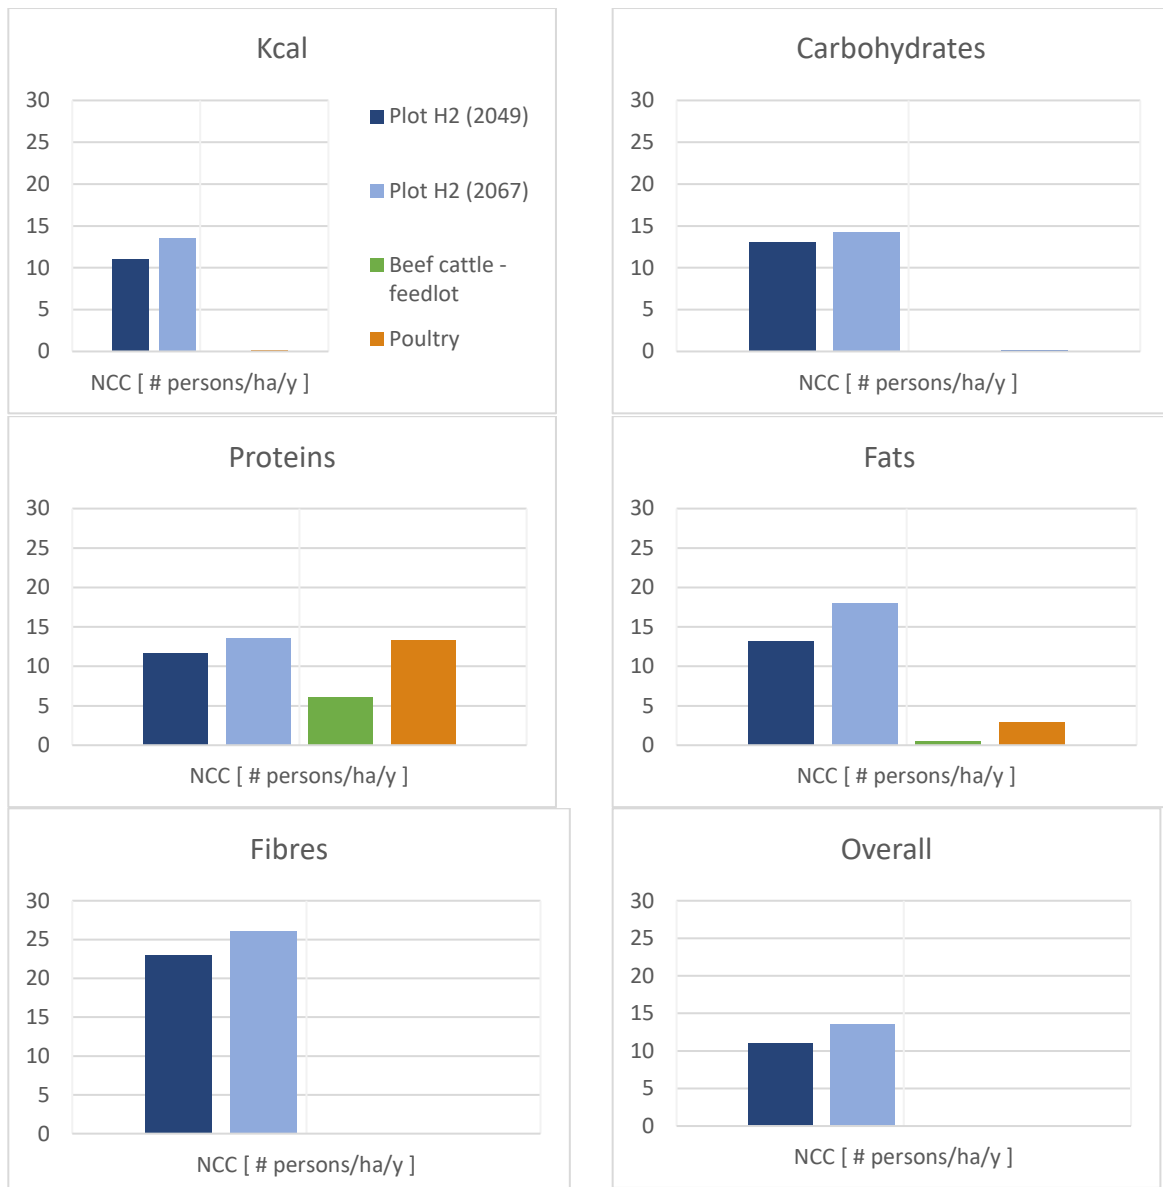 Kcal
30
25
20
15
10
5
0
NCC [ # persons/ha/y ]
Plot H2 (2049)
Plot H2 (2067)
Beef cattle -
feedlot
Poultry
Carbohydrates
30
25
20
15
10
5
0
NCC [ # persons/ha/y ]
Proteins
30
25
20
15
10
5
0
NCC [ # persons/ha/y ]
Fats
30
25
20
15
10
5
0
NCC [ # persons/ha/y ]
Fibres
30
25
20
15
10
5
0
NCC [ # persons/ha/y ]
Overall
30
25
20
15
10
5
0
NCC [ # persons/ha/y ]